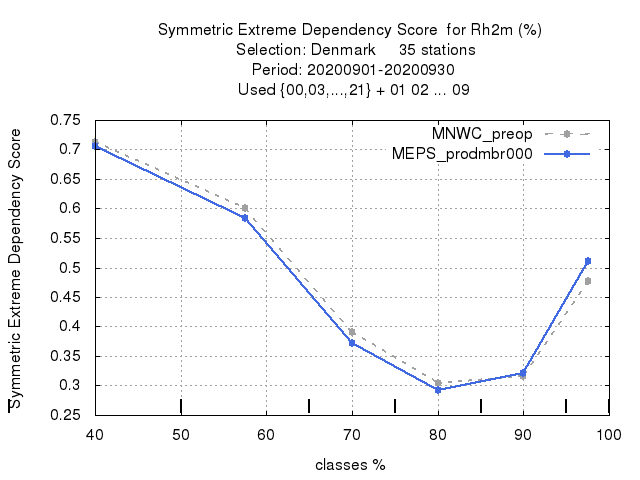 Symmetric Extreme Dependency Score for Rh2m (%)
Selection: Denmark 35 stations
Period: 20200901-20200930
Used {00,03,...,21} + 01 02 ... 09
Symmetric Extreme Dependency Score
0.75
0.7
0.65
0.6
0.55
0.5
0.45
0.4
0.35
0.3
0.25
MNWC_preop
MEPS_prodmbr000
40 50 60 70 80 90 100
classes %